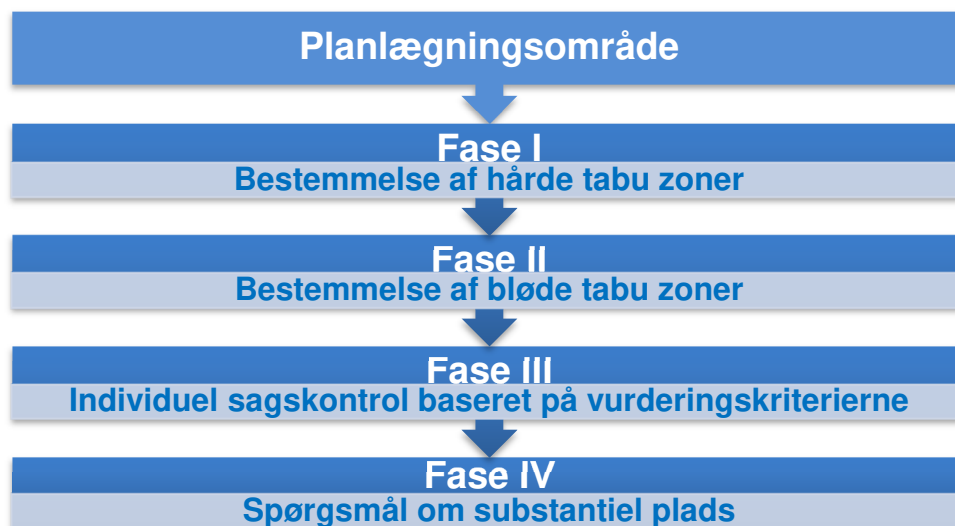 Planlægningsområde
Fase I
Bestemmelse af hårde tabu zoner
Fase II
Bestemmelse af bløde tabu zoner
Fase III
Individuel sagskontrol baseret på vurderingskriterierne
Fase IV
Spørgsmål om substantiel plads